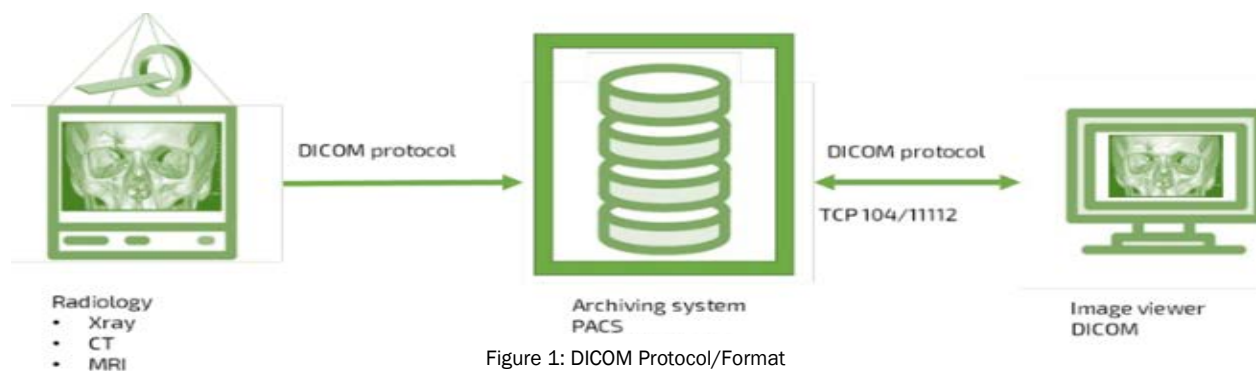 DICOM protocol
DICOM protocol
TCP 104/11112
Radiology
• Xray
• CT
• MRI
Archiving system
PACS
Image viewer
DICOM
Figure 1: DICOM Protocol/Format